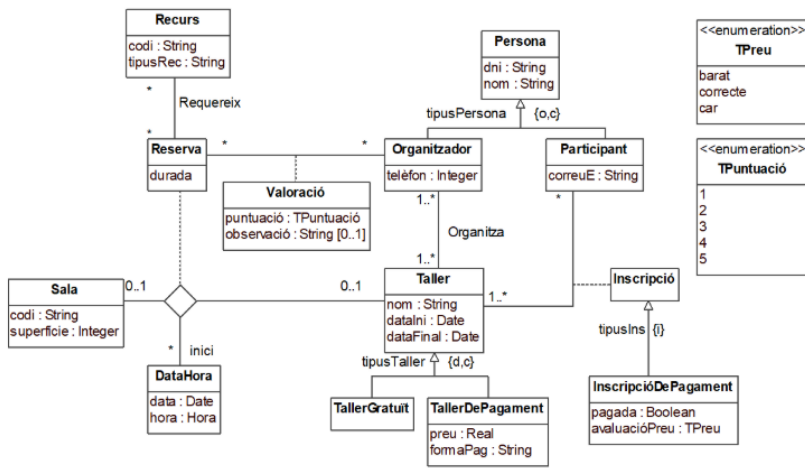 Recurs
codi : String
tipusRec : String
*
Requereix
*
Reserva
durada
*
*
Valoració
puntuació : TPuntuació
observació : String [0..1]
Persona
dni : String
nom : String
tipusPersona
{o,c}
Organitzador
telèfon : Integer
Participant
correuE : String
1..*
*
Organitza
1..*
<<enumeration>>
TPreu
barat
correcte
car
<<enumeration>>
TPuntuació
1
2
3
4
5
Sala
codi : String
superfície : Integer
0..1
0..1
Taller
nom : String
dataIni : Date
dataFinal : Date
1..*
Inscripció
tipusIns
{i}
* inici
DataHora
data : Date
hora : Hora
tipusTaller
{d,c}
TallerGratuït
TallerDePagament
preu : Real
formaPag : String
InscripcióDePagament
pagada : Boolean
avaluacióPreu : TPreu